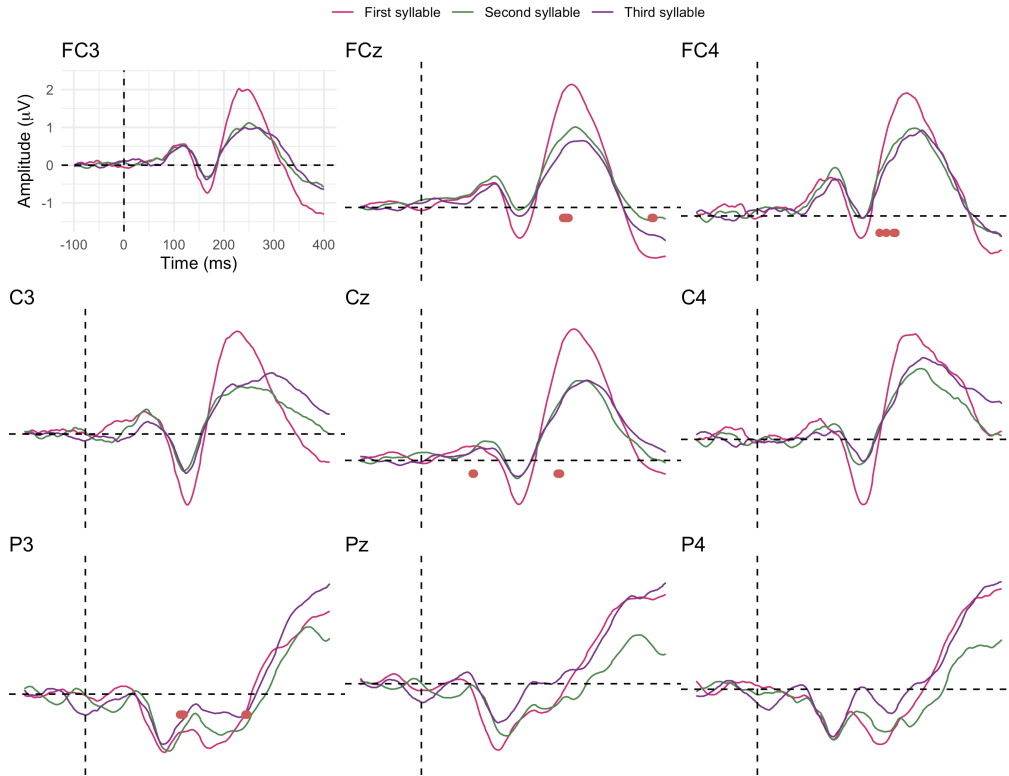 First syllable Second syllable Third syllable
FC3 FCz FC4
Amplitude (μV)
2
1
0
-1
-100 0 100 200 300 400
Time (ms)
C3 Cz C4
P3 Pz P4